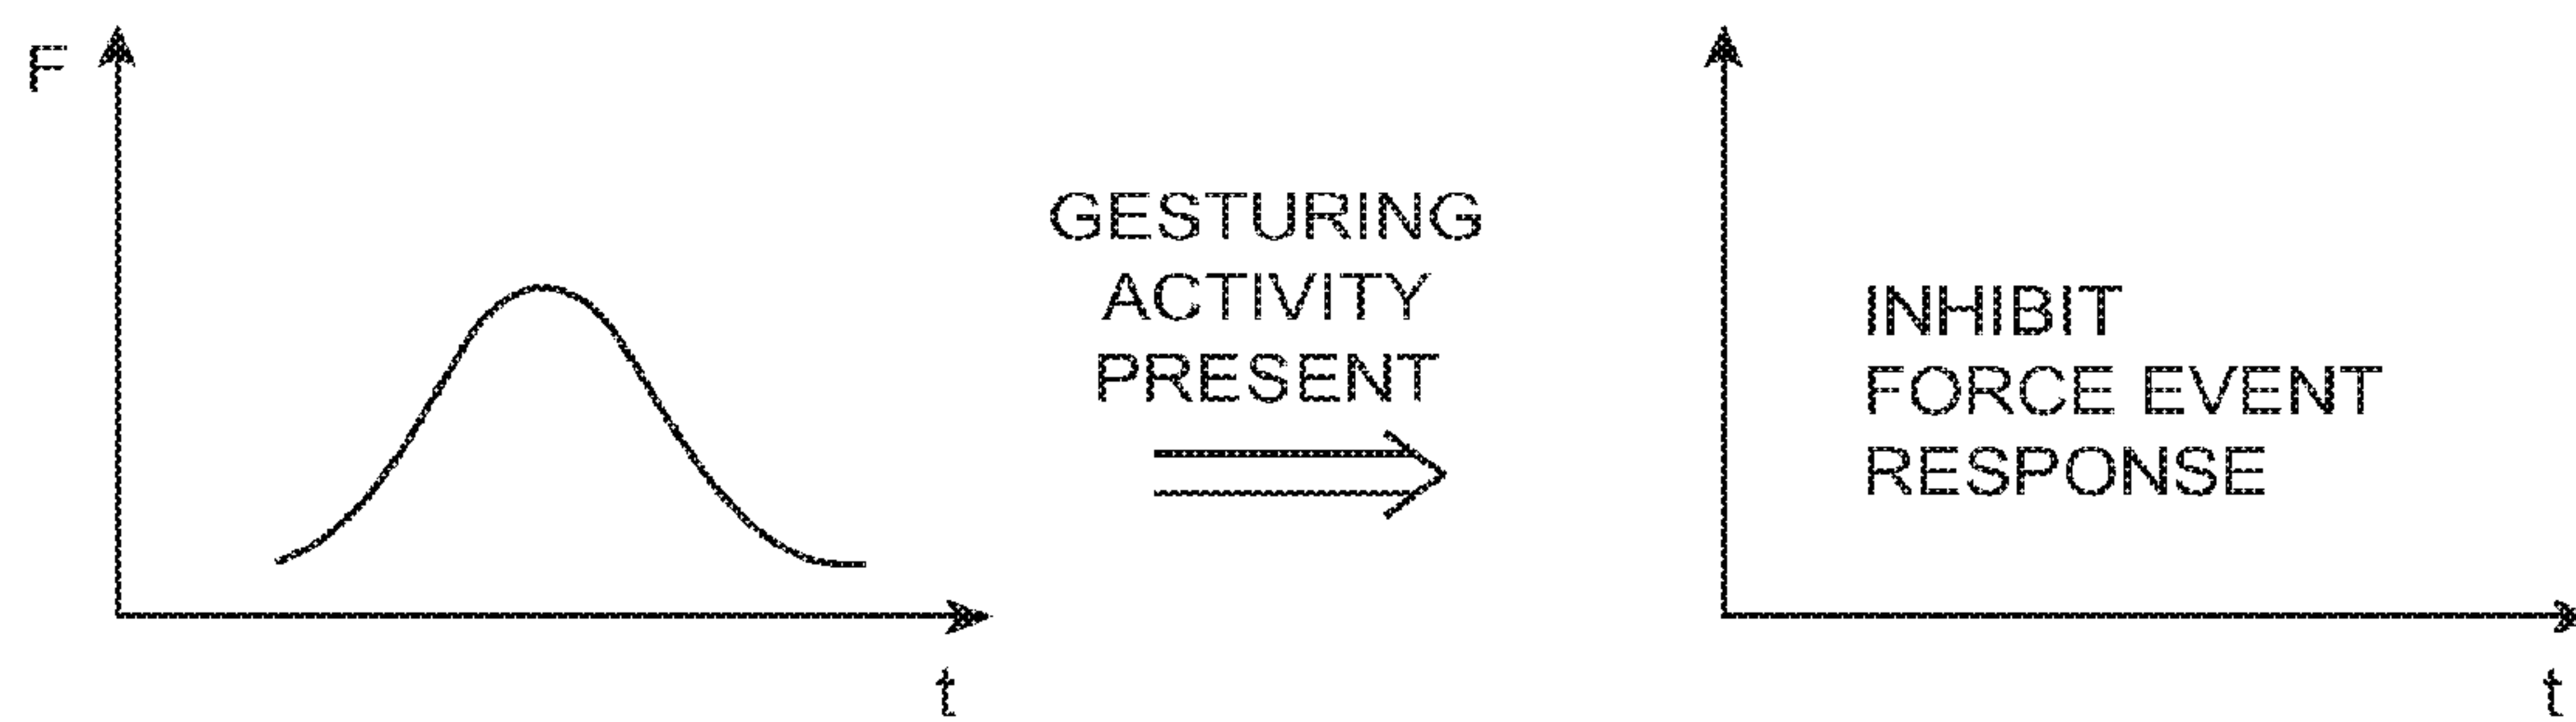 F
GESTURING
ACTIVITY
PRESENT
INHIBIT
FORCE EVENT
RESPONSE
t
t